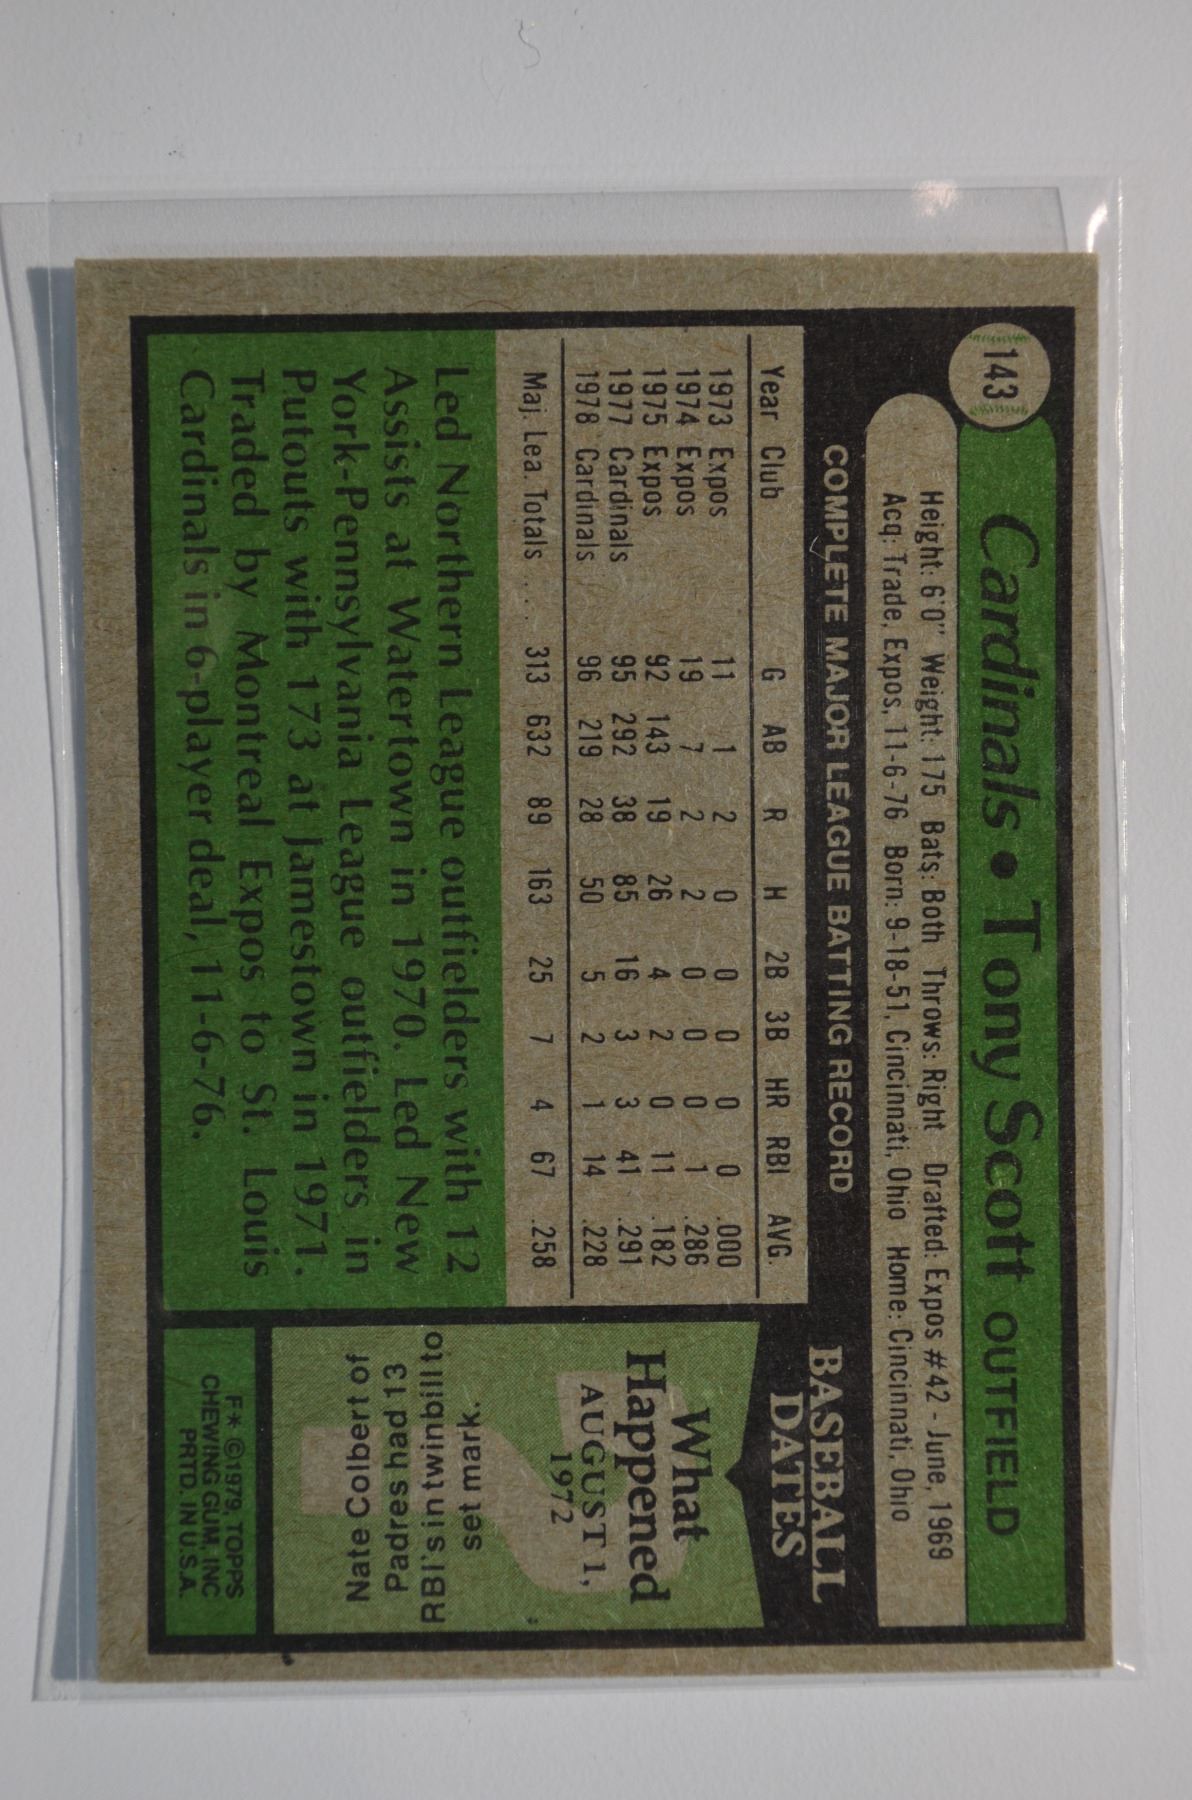 143
Cardinals • Tony Scott OUTFIELD
Height: 6'0" Weight: 175 Bats: Both Throws: Right Drafted: Expos #42 - June, 1969
Acq: Trade, Expos, 11-6-76 Born: 9-18-51, Cincinnati, Ohio Home: Cincinnati, Ohio
COMPLETE MAJOR LEAGUE BATTING RECORD
Year Club G AB R H 2B 3B HR RBI AVG.
1973 Expos 11 1 2 0 0 0 0 0 .000
1974 Expos 19 7 2 2 0 0 0 1 .286
1975 Expos 92 143 19 26 4 2 0 11 .182
1977 Cardinals 95 292 38 85 16 3 3 41 .291
1978 Cardinals 96 219 28 50 5 2 1 14 .228
Maj. Lea. Totals ... 313 632 89 163 25 7 4 67 .258
Led Northern League outfielders with 12
Assists at Watertown in 1970. Led New
York-Pennsylvania League outfielders in
Putouts with 173 at Jamestown in 1971.
Traded by Montreal Expos to St. Louis
Cardinals in 6-player deal, 11-6-76.
BASEBALL
DATES
What
Happened
AUGUST 1,
1972
Nate Colbert of
Padres had 13
RBI's in twinbill to
set mark.
F* ©1979, TOPPS
CHEWING GUM, INC
PRTD. IN U.S.A.